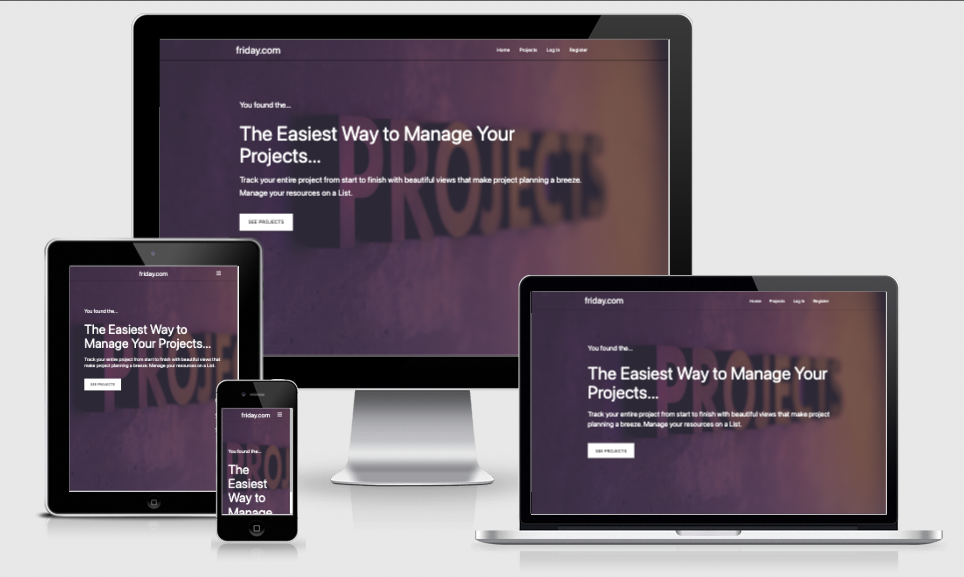 friday.com
Home Projects Log In Register
You found the...
The Easiest Way to Manage Your
Projects...
Track your entire project from start to finish with beautiful views that make project planning a breeze.
Manage your resources on a List.
SEE PROJECTS
PROJECTS
friday.com
You found the...
The Easiest Way to
Manage Your Projects...
Track your entire project from start to finish with beautiful views that
make project planning a breeze. Manage your resources on a List.
SEE PROJECTS
PROJE
friday.com
You found the...
The
Easiest
Way to
Manage
ROJ
friday.com
Home Projects Log In Register
You found the...
The Easiest Way to Manage Your
Projects...
Track your entire project from start to finish with beautiful views that make project
planning a breeze. Manage your resources on a List.
SEE PROJECTS
PROJECTS